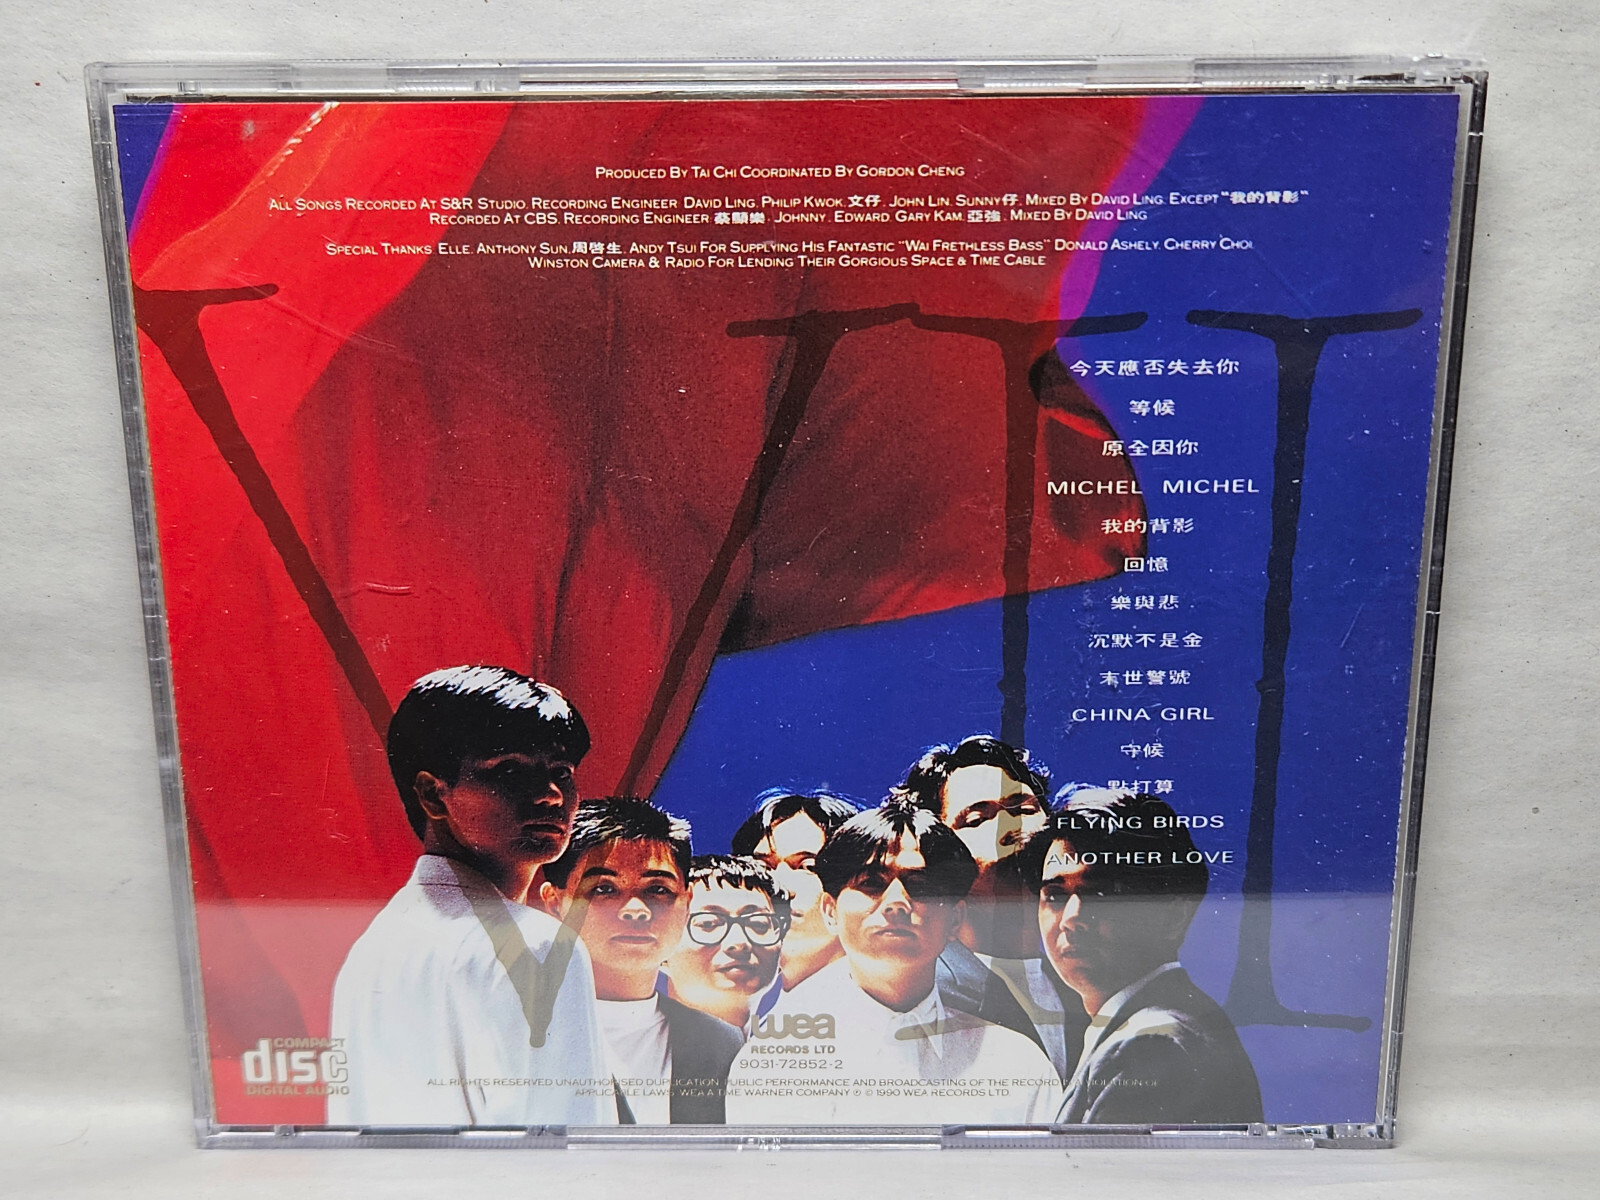 PRODUCED BY TAI CHI COORDINATED BY GORDON CHENG
ALL SONGS RECORDED AT S&R STUDIO. RECORDING ENGINEER: DAVID LING, PHILIP KWOK, 文仔, JOHN LIN, SUNNY仔, MIXED BY DAVID LING, EXCEPT "我的背影"
RECORDED AT CBS. RECORDING ENGINEER: 蔡顯樂, JOHNNY, EDWARD, GARY KAM, 亞強, MIXED BY DAVID LING
SPECIAL THANKS: ELLE, ANTHONY SUN, 周啓生, ANDY TSUI FOR SUPPLYING HIS FANTASTIC "WAI FRETHLESS BASS" DONALD ASHELY, CHERRY CHOI,
WINSTON CAMERA & RADIO FOR LENDING THEIR GORGIOUS SPACE & TIME CABLE
VII
今天應否失去你
等候
原全因你
MICHEL MICHEL
我的背影
回憶
樂與悲
沉默不是金
末世警號
CHINA GIRL
守候
點打算
FLYING BIRDS
ANOTHER LOVE
wea
RECORDS LTD
9031-72852-2
COMPACT
disc
DIGITAL AUDIO
ALL RIGHTS RESERVED UNAUTHORISED DUPLICATION, PUBLIC PERFORMANCE AND BROADCASTING OF THE RECORD IS A VIOLATION OF
APPLICABLE LAWS. WEA A TIME WARNER COMPANY ℗ © 1990 WEA RECORDS LTD.